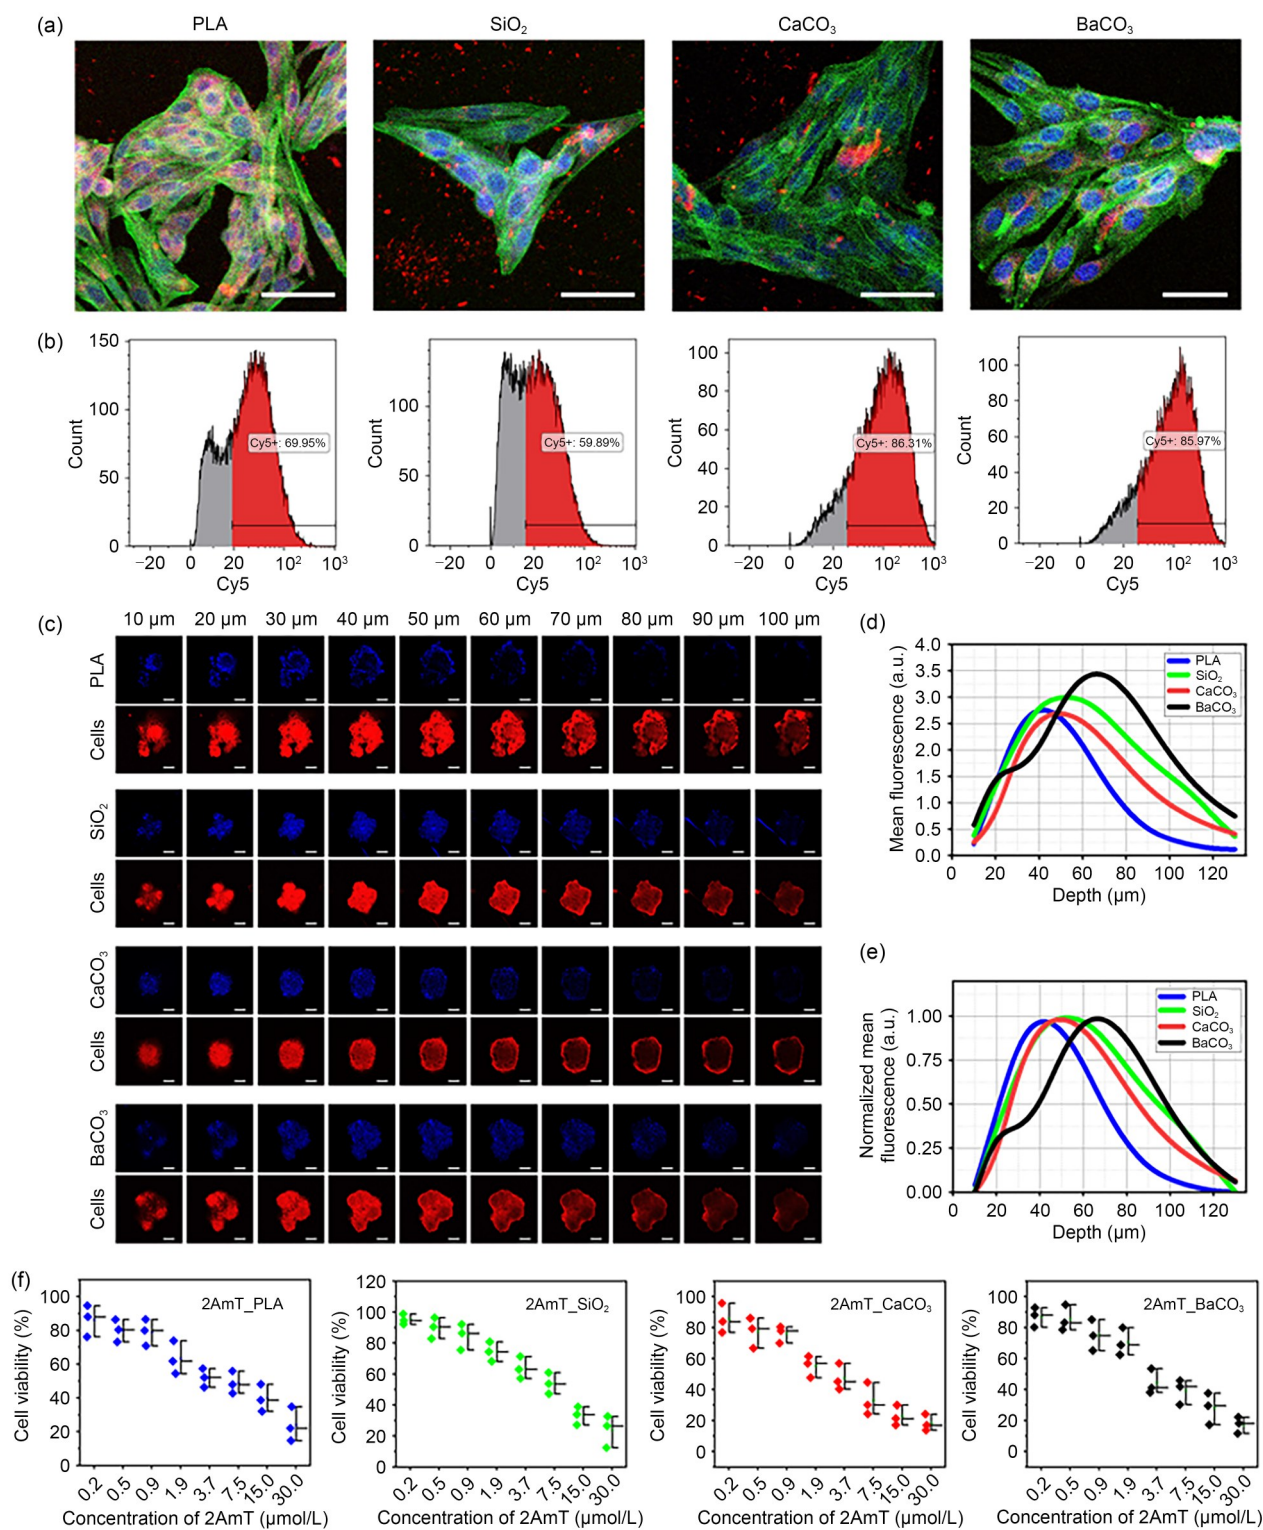 (a) PLA SiO₂ CaCO₃ BaCO₃
(b)
150 100 50 0
Count
Cy5+: 69.95%
−20 0 20 10² 10³
Cy5
100 50 0
Count
Cy5+: 59.89%
−20 0 20 10² 10³
Cy5
100 80 60 40 20 0
Count
Cy5+: 86.31%
−20 0 20 10² 10³
Cy5
100 80 60 40 20 0
Count
Cy5+: 85.97%
−20 0 20 10² 10³
Cy5
(c) 10 µm 20 µm 30 µm 40 µm 50 µm 60 µm 70 µm 80 µm 90 µm 100 µm
PLA
Cells
SiO₂
Cells
CaCO₃
Cells
BaCO₃
Cells
(d)
Mean fluorescence (a.u.)
4.0
3.5
3.0
2.5
2.0
1.5
1.0
0.5
0.0
PLA
SiO₂
CaCO₃
BaCO₃
0 20 40 60 80 100 120
Depth (µm)
(e)
Normalized mean
fluorescence (a.u.)
1.00
0.75
0.50
0.25
0.00
PLA
SiO₂
CaCO₃
BaCO₃
0 20 40 60 80 100 120
Depth (µm)
(f)
Cell viability (%)
100 80 60 40 20 0
2AmT_PLA
0.2 0.5 0.9 1.9 3.7 7.5 15.0 30.0
Concentration of 2AmT (µmol/L)
Cell viability (%)
120 100 80 60 40 20 0
2AmT_SiO₂
0.2 0.5 0.9 1.9 3.7 7.5 15.0 30.0
Concentration of 2AmT (µmol/L)
Cell viability (%)
100 80 60 40 20 0
2AmT_CaCO₃
0.2 0.5 0.9 1.9 3.7 7.5 15.0 30.0
Concentration of 2AmT (µmol/L)
Cell viability (%)
100 80 60 40 20 0
2AmT_BaCO₃
0.2 0.5 0.9 1.9 3.7 7.5 15.0 30.0
Concentration of 2AmT (µmol/L)